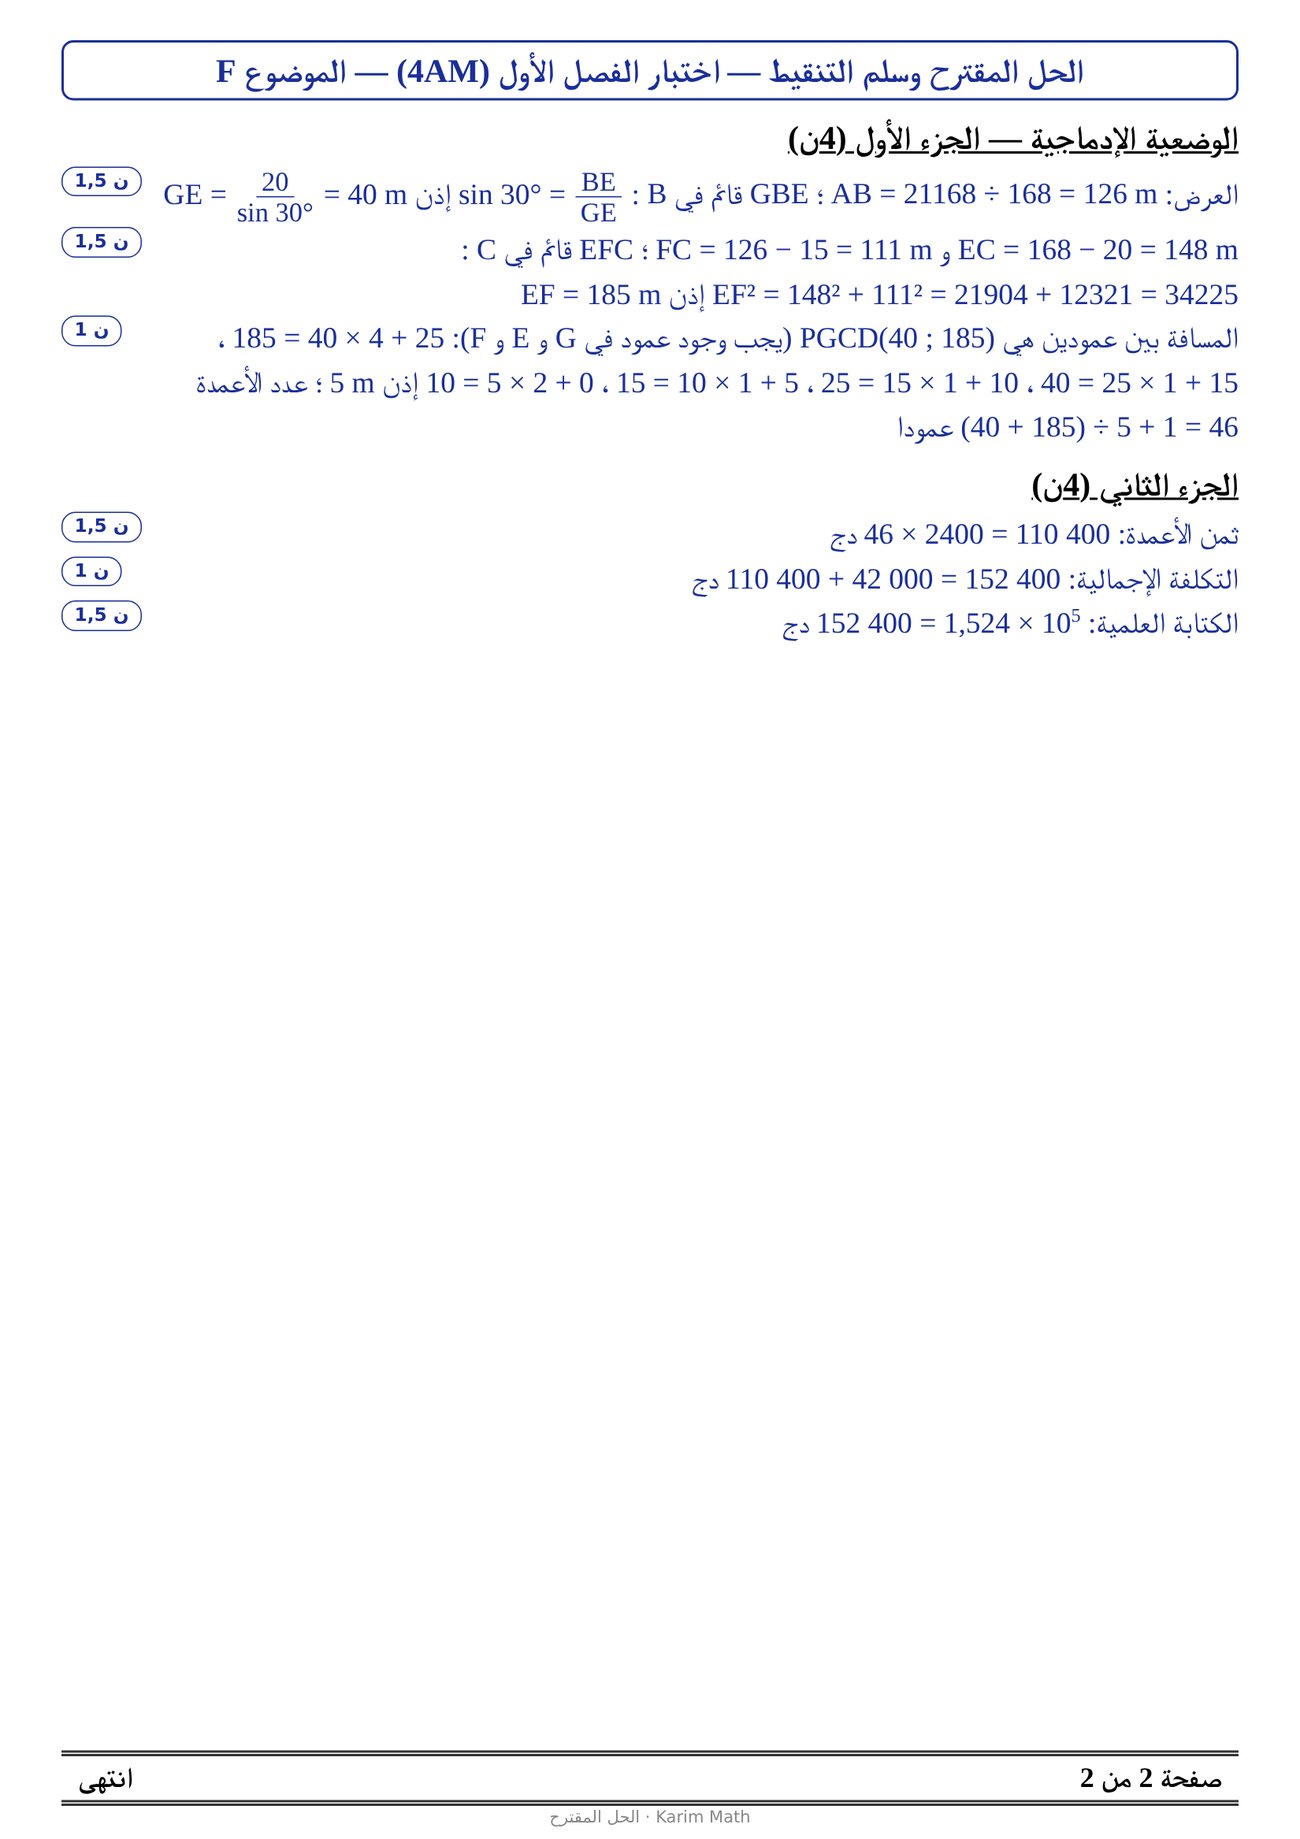 الحل المقترح وسلم التنقيط — اختبار الفصل الأول (4AM) — الموضوع F
الوضعية الإدماجية — الجزء الأول (4ن)
العرض: AB = 21168 ÷ 168 = 126 m ؛ GBE قائم في B : sin 30° = BE/GE إذن GE = 20/sin 30° = 40 m
1,5 ن
EC = 168 − 20 = 148 m و FC = 126 − 15 = 111 m ؛ EFC قائم في C :
1,5 ن
EF² = 148² + 111² = 21904 + 12321 = 34225 إذن EF = 185 m
المسافة بين عمودين هي PGCD(40 ; 185) (يجب وجود عمود في G و E و F): 185 = 40 × 4 + 25 ،
1 ن
40 = 25 × 1 + 15 ، 25 = 15 × 1 + 10 ، 15 = 10 × 1 + 5 ، 10 = 5 × 2 + 0 إذن 5 m ؛ عدد الأعمدة
(40 + 185) ÷ 5 + 1 = 46 عمودا
الجزء الثاني (4ن)
ثمن الأعمدة: 46 × 2400 = 110 400 دج
1,5 ن
التكلفة الإجمالية: 110 400 + 42 000 = 152 400 دج
1 ن
الكتابة العلمية: 152 400 = 1,524 × 10⁵ دج
1,5 ن
صفحة 2 من 2
انتهى
Karim Math · الحل المقترح